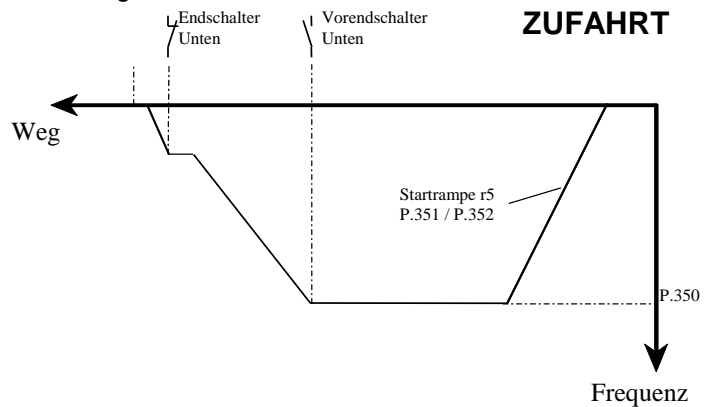 Endschalter
Unten
Vorendschalter
Unten
ZUFAHRT
Weg
Startrampe r5
P.351 / P.352
P.350
Frequenz